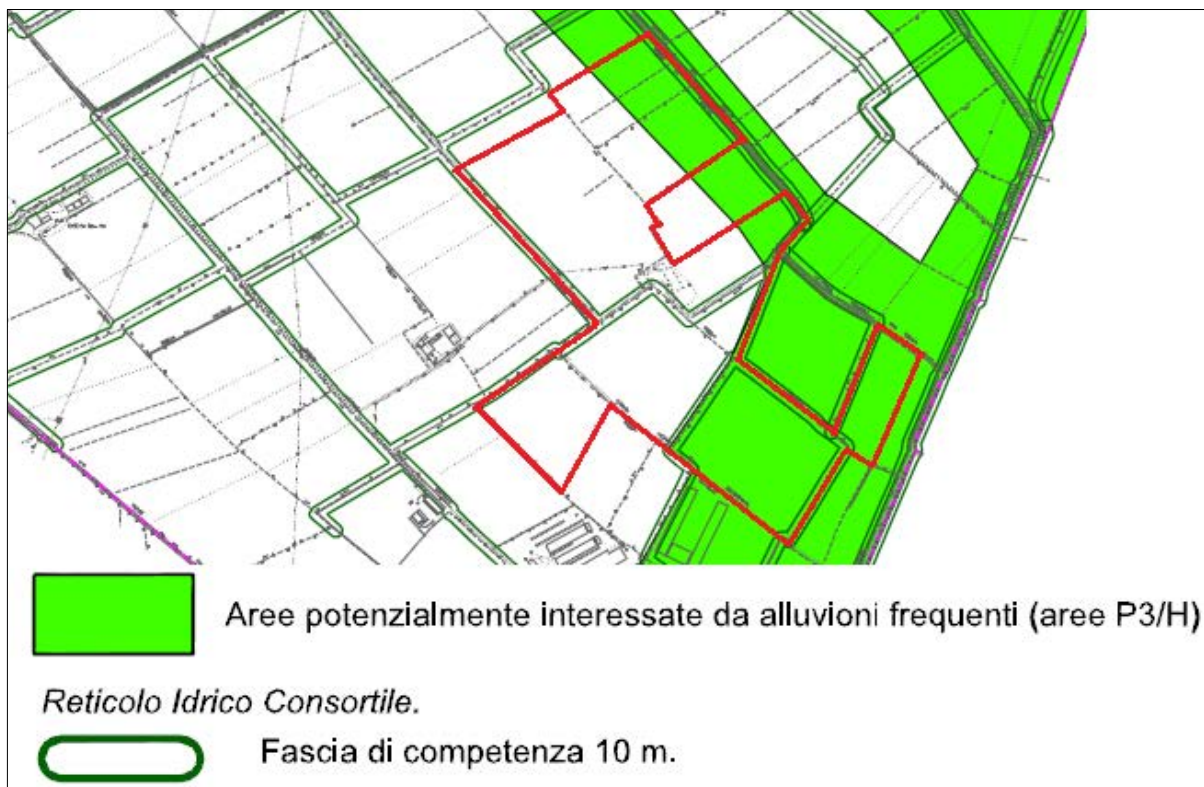 Aree potenzialmente interessate da alluvioni frequenti (aree P3/H)
Reticolo Idrico Consortile.
Fascia di competenza 10 m.